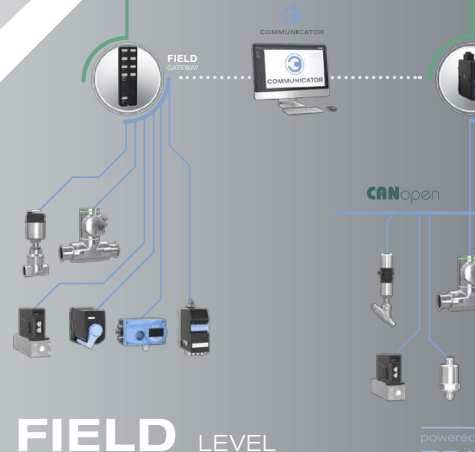 COMMUNICATOR
FIELD
GATEWAY
COMMUNICATOR
CANopen
FIELD LEVEL
powered